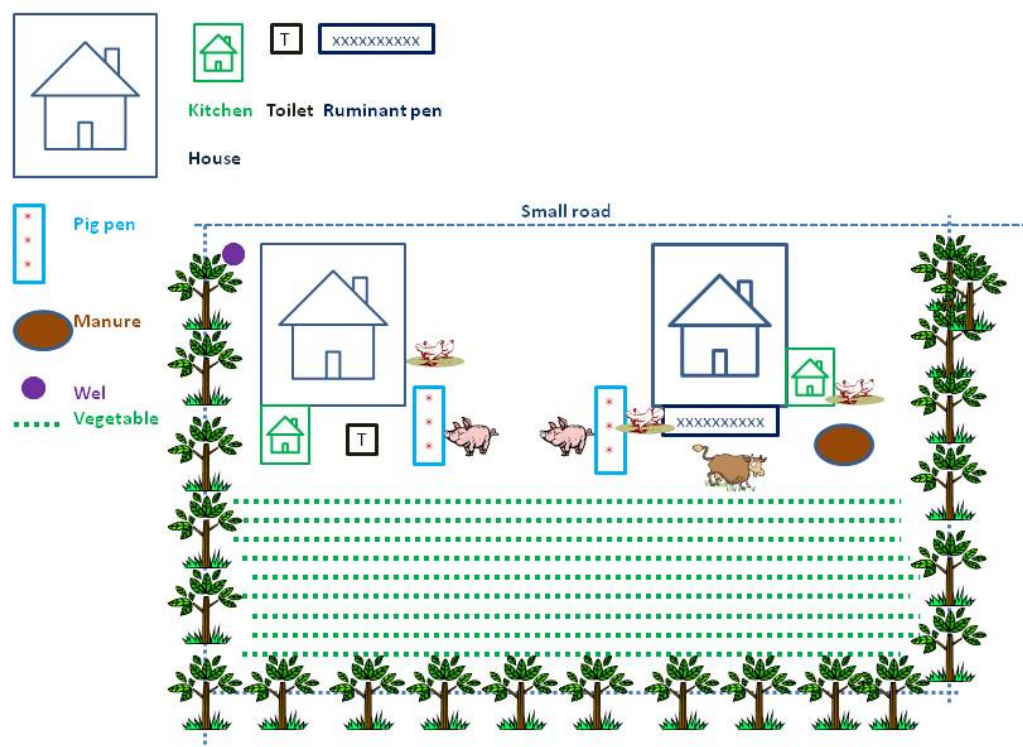 T xxxxxxxxxx
Kitchen Toilet Ruminant pen
House
Pig pen
* * *
Small road
Manure
Wel
Vegetable
* * *
* * *
T
xxxxxxxxxx